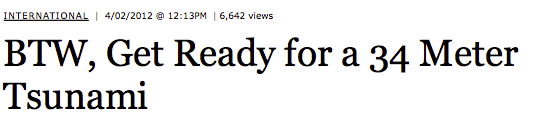 INTERNATIONAL | 4/02/2012 @ 12:13PM | 6,642 views
BTW, Get Ready for a 34 Meter
Tsunami